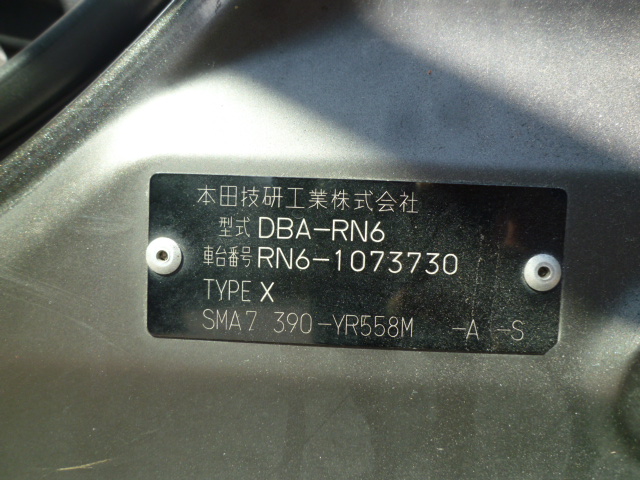 本田技研工業株式会社
型式 DBA-RN6
車台番号 RN6-1073730
TYPE X
SMA7 390-YR558M -A -S